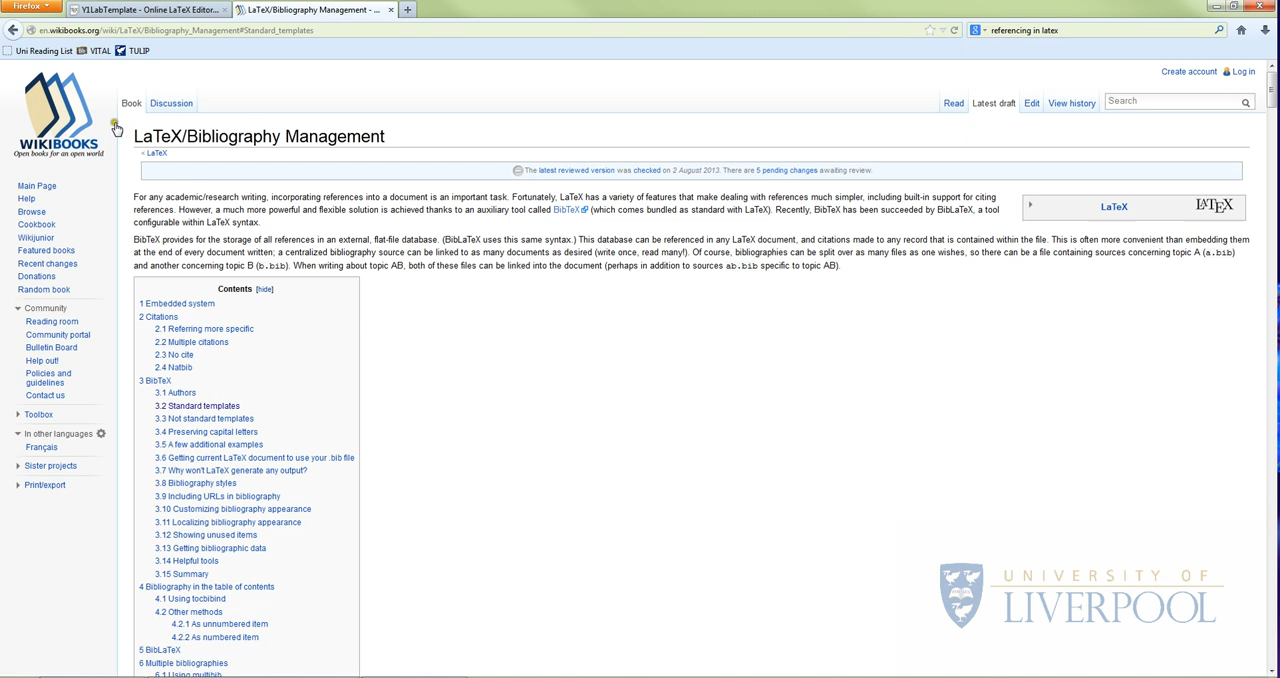 Firefox
Y1LabTemplate - Online LaTeX Editor...
LaTeX/Bibliography Management - ...
en.wikibooks.org/wiki/LaTeX/Bibliography_Management#Standard_templates
referencing in latex
Uni Reading List VITAL TULIP
Create account Log in
Book Discussion Read Latest draft Edit View history Search
WIKIBOOKS
Open books for an open world
LaTeX/Bibliography Management
< LaTeX
The latest reviewed version was checked on 2 August 2013. There are 5 pending changes awaiting review.
For any academic/research writing, incorporating references into a document is an important task. Fortunately, LaTeX has a variety of features that make dealing with references much simpler, including built-in support for citing
references. However, a much more powerful and flexible solution is achieved thanks to an auxiliary tool called BibTeX (which comes bundled as standard with LaTeX). Recently, BibTeX has been succeeded by BibLaTeX, a tool
configurable within LaTeX syntax.
LaTeX LATEX
BibTeX provides for the storage of all references in an external, flat-file database. (BibLaTeX uses this same syntax.) This database can be referenced in any LaTeX document, and citations made to any record that is contained within the file. This is often more convenient than embedding them
at the end of every document written; a centralized bibliography source can be linked to as many documents as desired (write once, read many!). Of course, bibliographies can be split over as many files as one wishes, so there can be a file containing sources concerning topic A (a.bib)
and another concerning topic B (b.bib). When writing about topic AB, both of these files can be linked into the document (perhaps in addition to sources ab.bib specific to topic AB).
Main Page
Help
Browse
Cookbook
Wikijunior
Featured books
Recent changes
Donations
Random book
Community
Reading room
Community portal
Bulletin Board
Help out!
Policies and
guidelines
Contact us
Toolbox
In other languages
Français
Sister projects
Print/export
Contents [hide]
1 Embedded system
2 Citations
2.1 Referring more specific
2.2 Multiple citations
2.3 No cite
2.4 Natbib
3 BibTeX
3.1 Authors
3.2 Standard templates
3.3 Not standard templates
3.4 Preserving capital letters
3.5 A few additional examples
3.6 Getting current LaTeX document to use your .bib file
3.7 Why won't LaTeX generate any output?
3.8 Bibliography styles
3.9 Including URLs in bibliography
3.10 Customizing bibliography appearance
3.11 Localizing bibliography appearance
3.12 Showing unused items
3.13 Getting bibliographic data
3.14 Helpful tools
3.15 Summary
4 Bibliography in the table of contents
4.1 Using tocbibind
4.2 Other methods
4.2.1 As unnumbered item
4.2.2 As numbered item
5 BibLaTeX
6 Multiple bibliographies
6.1 Using multibib
UNIVERSITY OF
LIVERPOOL